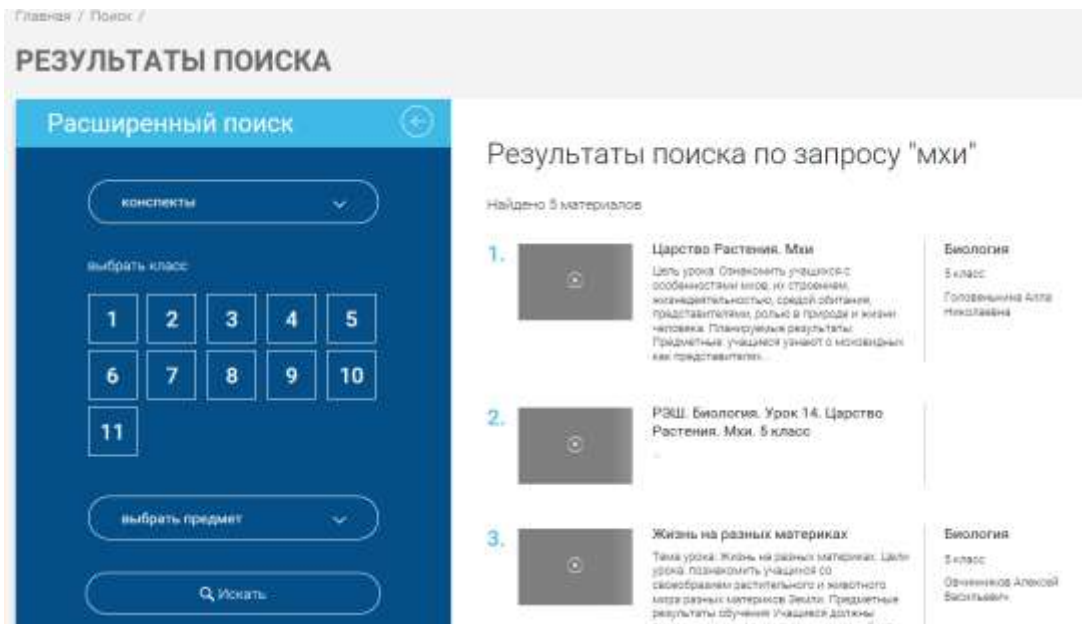 Главная / Поиск /
РЕЗУЛЬТАТЫ ПОИСКА
Расширенный поиск
конспекты
выбрать класс
1 2 3 4 5
6 7 8 9 10
11
выбрать предмет
Искать
Результаты поиска по запросу "мхи"
Найдено 5 материалов
1.
Царство Растения. Мхи
Цель урока: Ознакомить учащихся с
особенностями мхов, их строением,
жизнедеятельностью, средой обитания,
представителями, ролью в природе и жизни
человека. Планируемые результаты:
Предметные: учащиеся узнают о моховидных
как представителях...
Биология
5 класс
Головенькина Алла
Николаевна
2.
РЭШ. Биология. Урок 14. Царство
Растения. Мхи. 5 класс
...
3.
Жизнь на разных материках
Тема урока: Жизнь на разных материках. Цели
урока: познакомить учащихся со
своеобразием растительного и животного
мира разных материков Земли. Предметные
результаты обучения Учащиеся должны
Биология
5 класс
Овчинников Алексей
Васильевич